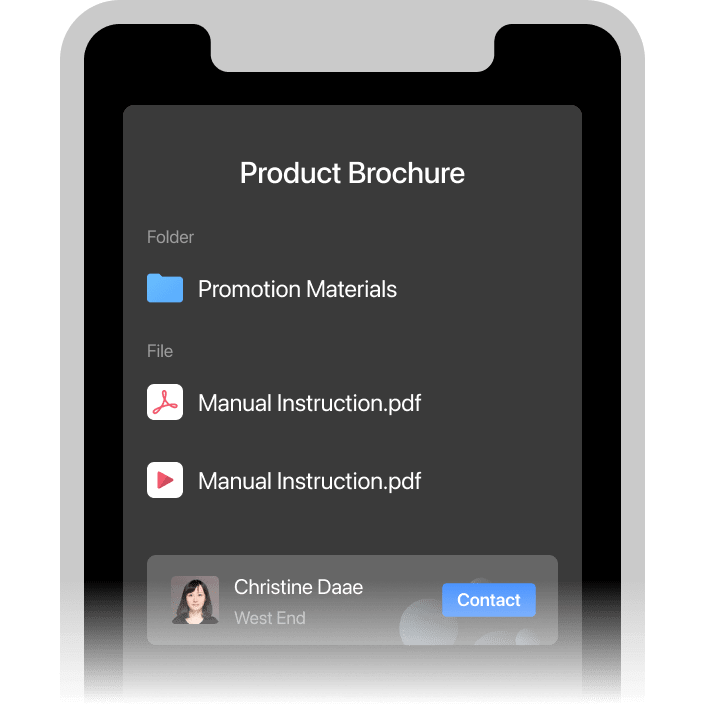 Product Brochure
Folder
Promotion Materials
File
Manual Instruction.pdf
Manual Instruction.pdf
Christine Daae
West End
Contact